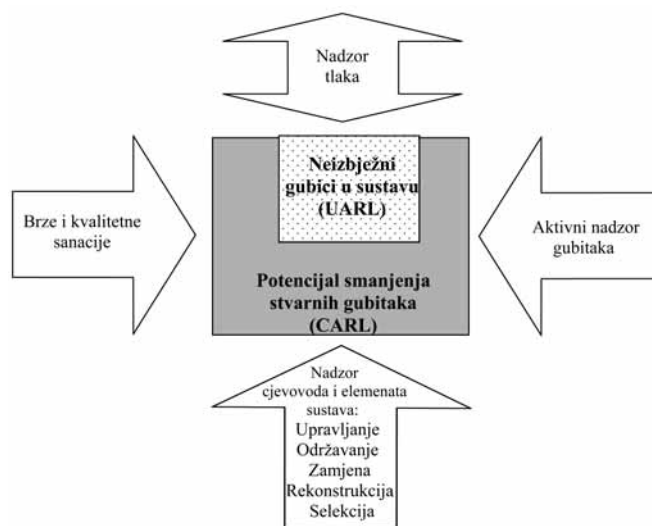 Nadzor
tlaka
Neizbježni
gubici u sustavu
(UARL)
Brze i kvalitetne
sanacije
Aktivni nadzor
gubitaka
Potencijal smanjenja
stvarnih gubitaka
(CARL)
Nadzor
cjevovoda i elemenata
sustava:
Upravljanje
Održavanje
Zamjena
Rekonstrukcija
Selekcija